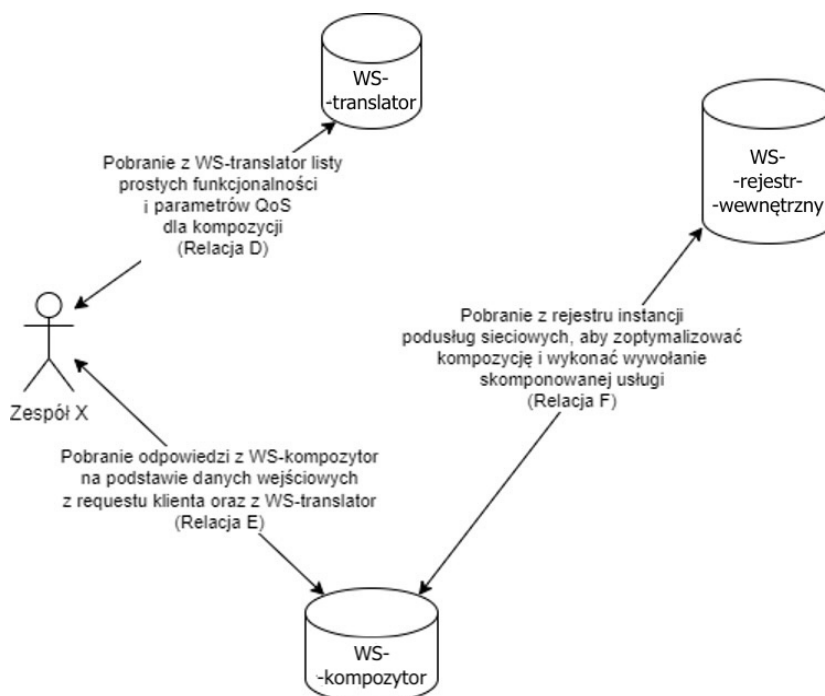 WS-
-translator
Pobranie z WS-translator listy
prostych funkcjonalności
i parametrów QoS
dla kompozycji
(Relacja D)
WS-
-rejestr-
-wewnętrzny
Pobranie z rejestru instancji
podusług sieciowych, aby zoptymalizować
kompozycję i wykonać wywołanie
skomponowanej usługi
(Relacja F)
Zespół X
Pobranie odpowiedzi z WS-kompozytor
na podstawie danych wejściowych
z requestu klienta oraz z WS-translator
(Relacja E)
WS-
-kompozytor